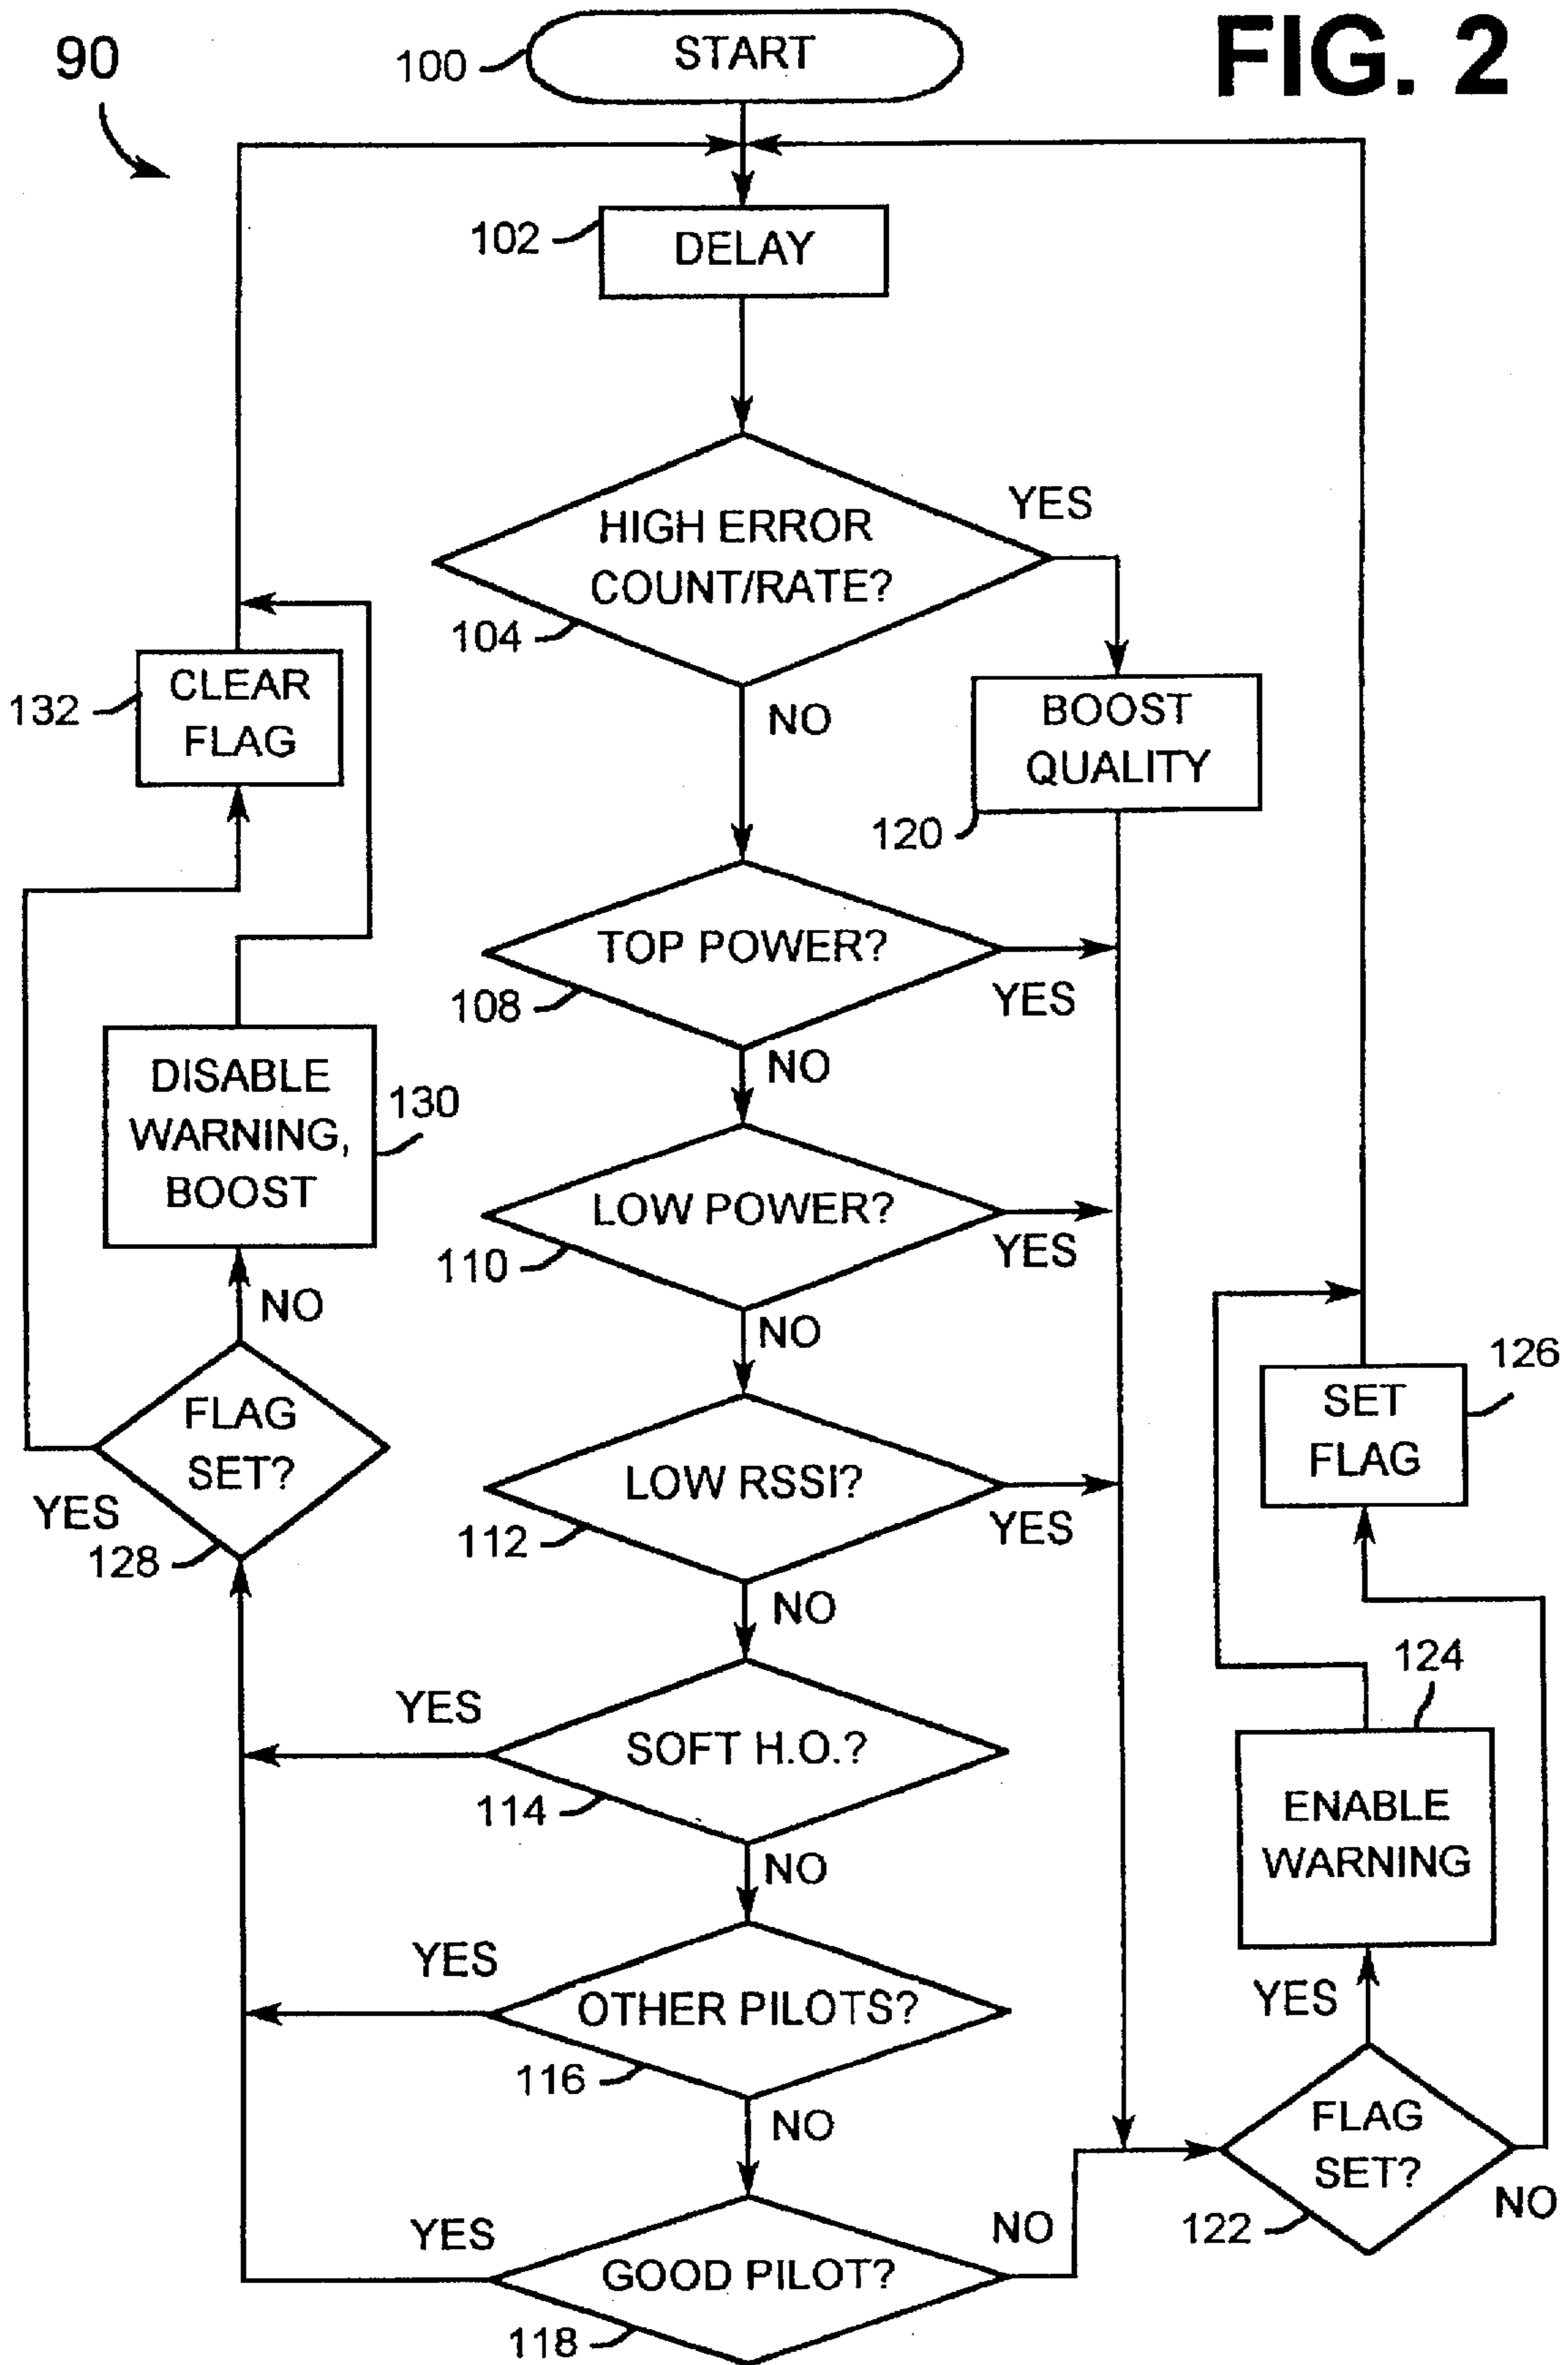 FIG. 2
90
100
START
102
DELAY
HIGH ERROR
COUNT/RATE?
YES
104
NO
132
CLEAR
FLAG
BOOST
QUALITY
120
TOP POWER?
108
YES
NO
DISABLE
WARNING,
BOOST
130
LOW POWER?
110
YES
NO
NO
FLAG
SET?
YES
128
LOW RSSI?
112
YES
NO
126
SET
FLAG
124
YES
SOFT H.O.?
114
NO
ENABLE
WARNING
YES
OTHER PILOTS?
116
NO
YES
FLAG
SET?
122
NO
YES
NO
GOOD PILOT?
118